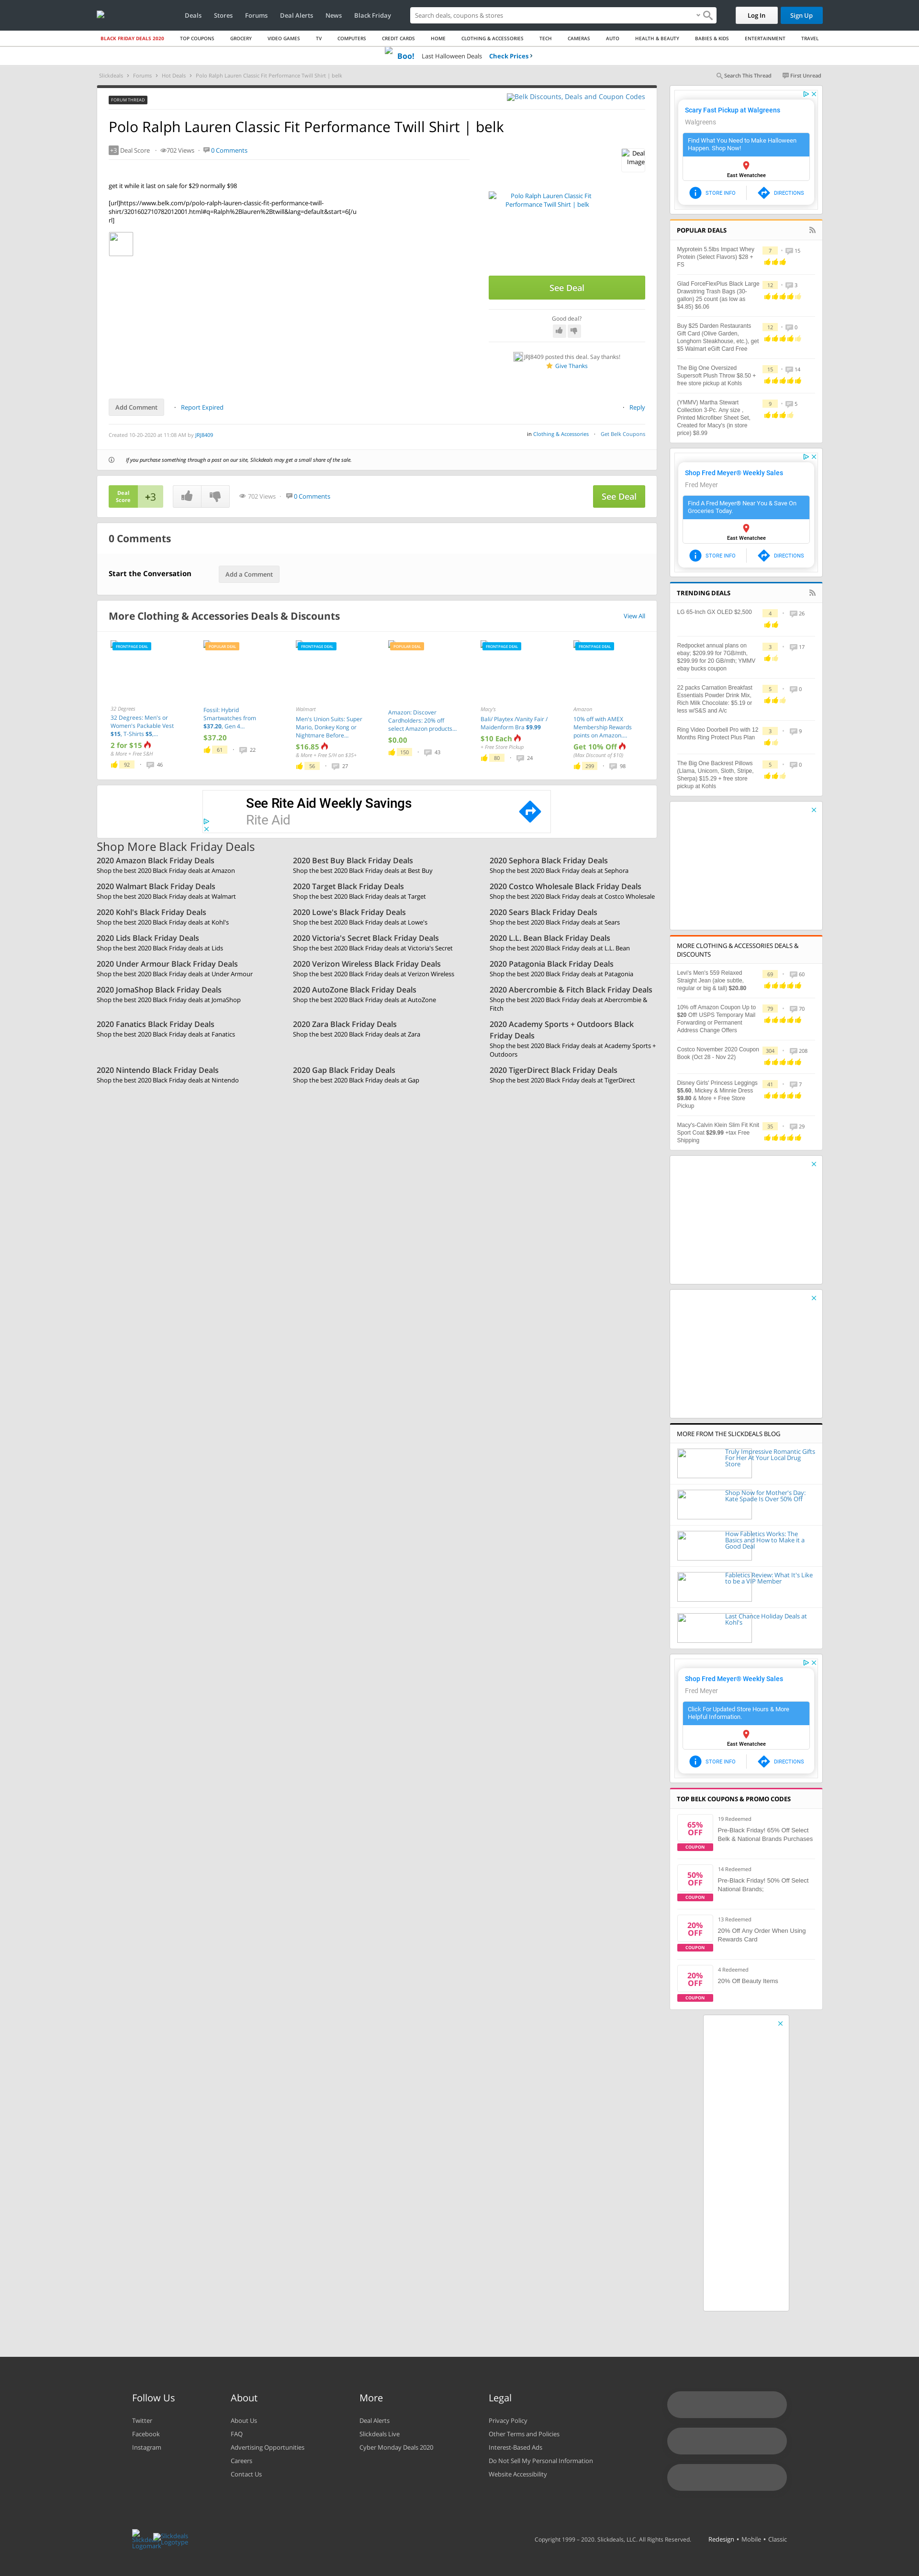 Deals Stores Forums Deal Alerts News Black Friday
Search deals, coupons & stores
Log In
Sign Up
BLACK FRIDAY DEALS 2020 TOP COUPONS GROCERY VIDEO GAMES TV COMPUTERS CREDIT CARDS HOME CLOTHING & ACCESSORIES TECH CAMERAS AUTO HEALTH & BEAUTY BABIES & KIDS ENTERTAINMENT TRAVEL
Boo! Last Halloween Deals Check Prices
Slickdeals Forums Hot Deals Polo Ralph Lauren Classic Fit Performance Twill Shirt | belk
Search This Thread First Unread
FORUM THREAD
Belk Discounts, Deals and Coupon Codes
Polo Ralph Lauren Classic Fit Performance Twill Shirt | belk
+3 Deal Score 702 Views 0 Comments
Deal Image
get it while it last on sale for $29 normally $98
[url]https://www.belk.com/p/polo-ralph-lauren-classic-fit-performance-twill-
shirt/3201602710782012001.html#q=Ralph%2Blauren%2Btwill&lang=default&start=6[/u
rl]
Polo Ralph Lauren Classic Fit
Performance Twill Shirt | belk
See Deal
Good deal?
JRJ8409 posted this deal. Say thanks!
Give Thanks
Add Comment
Report Expired
Reply
Created 10-20-2020 at 11:08 AM by JRJ8409
in Clothing & Accessories Get Belk Coupons
If you purchase something through a post on our site, Slickdeals may get a small share of the sale.
Deal
Score
+3
702 Views 0 Comments
See Deal
0 Comments
Start the Conversation
Add a Comment
More Clothing & Accessories Deals & Discounts
View All
FRONTPAGE DEAL
32 Degrees
32 Degrees: Men's or
Women's Packable Vest
$15, T-Shirts $5,...
2 for $15
& More + Free S&H
92 46
POPULAR DEAL
Fossil: Hybrid
Smartwatches from
$37.20, Gen 4...
$37.20
61 22
FRONTPAGE DEAL
Walmart
Men's Union Suits: Super
Mario, Donkey Kong or
Nightmare Before...
$16.85
& More + Free S/H on $35+
56 27
POPULAR DEAL
Amazon: Discover
Cardholders: 20% off
select Amazon products...
$0.00
150 43
FRONTPAGE DEAL
Macy's
Bali/ Playtex /Vanity Fair /
Maidenform Bra $9.99
$10 Each
+ Free Store Pickup
80 24
FRONTPAGE DEAL
Amazon
10% off with AMEX
Membership Rewards
points on Amazon....
Get 10% Off
(Max Discount of $10)
299 98
See Rite Aid Weekly Savings
Rite Aid
Shop More Black Friday Deals
2020 Amazon Black Friday Deals
Shop the best 2020 Black Friday deals at Amazon
2020 Best Buy Black Friday Deals
Shop the best 2020 Black Friday deals at Best Buy
2020 Sephora Black Friday Deals
Shop the best 2020 Black Friday deals at Sephora
2020 Walmart Black Friday Deals
Shop the best 2020 Black Friday deals at Walmart
2020 Target Black Friday Deals
Shop the best 2020 Black Friday deals at Target
2020 Costco Wholesale Black Friday Deals
Shop the best 2020 Black Friday deals at Costco Wholesale
2020 Kohl's Black Friday Deals
Shop the best 2020 Black Friday deals at Kohl's
2020 Lowe's Black Friday Deals
Shop the best 2020 Black Friday deals at Lowe's
2020 Sears Black Friday Deals
Shop the best 2020 Black Friday deals at Sears
2020 Lids Black Friday Deals
Shop the best 2020 Black Friday deals at Lids
2020 Victoria's Secret Black Friday Deals
Shop the best 2020 Black Friday deals at Victoria's Secret
2020 L.L. Bean Black Friday Deals
Shop the best 2020 Black Friday deals at L.L. Bean
2020 Under Armour Black Friday Deals
Shop the best 2020 Black Friday deals at Under Armour
2020 Verizon Wireless Black Friday Deals
Shop the best 2020 Black Friday deals at Verizon Wireless
2020 Patagonia Black Friday Deals
Shop the best 2020 Black Friday deals at Patagonia
2020 JomaShop Black Friday Deals
Shop the best 2020 Black Friday deals at JomaShop
2020 AutoZone Black Friday Deals
Shop the best 2020 Black Friday deals at AutoZone
2020 Abercrombie & Fitch Black Friday Deals
Shop the best 2020 Black Friday deals at Abercrombie &
Fitch
2020 Fanatics Black Friday Deals
Shop the best 2020 Black Friday deals at Fanatics
2020 Zara Black Friday Deals
Shop the best 2020 Black Friday deals at Zara
2020 Academy Sports + Outdoors Black
Friday Deals
Shop the best 2020 Black Friday deals at Academy Sports +
Outdoors
2020 Nintendo Black Friday Deals
Shop the best 2020 Black Friday deals at Nintendo
2020 Gap Black Friday Deals
Shop the best 2020 Black Friday deals at Gap
2020 TigerDirect Black Friday Deals
Shop the best 2020 Black Friday deals at TigerDirect
Scary Fast Pickup at Walgreens
Walgreens
Find What You Need to Make Halloween
Happen. Shop Now!
East Wenatchee
STORE INFO DIRECTIONS
POPULAR DEALS
Myprotein 5.5lbs Impact Whey
Protein (Select Flavors) $28 +
FS
7 15
Glad ForceFlexPlus Black Large
Drawstring Trash Bags (30-
gallon) 25 count (as low as
$4.85) $6.06
12 3
Buy $25 Darden Restaurants
Gift Card (Olive Garden,
Longhorn Steakhouse, etc.), get
$5 Walmart eGift Card Free
12 0
The Big One Oversized
Supersoft Plush Throw $8.50 +
free store pickup at Kohls
15 14
(YMMV) Martha Stewart
Collection 3-Pc. Any size ,
Printed Microfiber Sheet Set,
Created for Macy's (in store
price) $8.99
9 5
Shop Fred Meyer® Weekly Sales
Fred Meyer
Find A Fred Meyer® Near You & Save On
Groceries Today.
East Wenatchee
STORE INFO DIRECTIONS
TRENDING DEALS
LG 65-Inch GX OLED $2,500
4 26
Redpocket annual plans on
ebay; $209.99 for 7GB/mth,
$299.99 for 20 GB/mth; YMMV
ebay bucks coupon
3 17
22 packs Carnation Breakfast
Essentials Powder Drink Mix,
Rich Milk Chocolate: $5.19 or
less w/S&S and A/c
5 0
Ring Video Doorbell Pro with 12
Months Ring Protect Plus Plan
3 9
The Big One Backrest Pillows
(Llama, Unicorn, Sloth, Stripe,
Sherpa) $15.29 + free store
pickup at Kohls
5 0
MORE CLOTHING & ACCESSORIES DEALS &
DISCOUNTS
Levi's Men's 559 Relaxed
Straight Jean (aloe subtle,
regular or big & tall) $20.80
69 60
10% off Amazon Coupon Up to
$20 Off! USPS Temporary Mail
Forwarding or Permanent
Address Change Offers
79 70
Costco November 2020 Coupon
Book (Oct 28 - Nov 22)
304 208
Disney Girls' Princess Leggings
$5.60, Mickey & Minnie Dress
$9.80 & More + Free Store
Pickup
41 7
Macy's-Calvin Klein Slim Fit Knit
Sport Coat $29.99 +tax Free
Shipping
35 29
MORE FROM THE SLICKDEALS BLOG
Truly Impressive Romantic Gifts
For Her At Your Local Drug
Store
Shop Now for Mother's Day:
Kate Spade Is Over 50% Off
How Fabletics Works: The
Basics and How to Make it a
Good Deal
Fabletics Review: What It's Like
to be a VIP Member
Last Chance Holiday Deals at
Kohl's
Shop Fred Meyer® Weekly Sales
Fred Meyer
Click For Updated Store Hours & More
Helpful Information.
East Wenatchee
STORE INFO DIRECTIONS
TOP BELK COUPONS & PROMO CODES
65%
OFF
COUPON
19 Redeemed
Pre-Black Friday! 65% Off Select
Belk & National Brands Purchases
50%
OFF
COUPON
14 Redeemed
Pre-Black Friday! 50% Off Select
National Brands;
20%
OFF
COUPON
13 Redeemed
20% Off Any Order When Using
Rewards Card
20%
OFF
COUPON
4 Redeemed
20% Off Beauty Items
Follow Us
Twitter
Facebook
Instagram
About
About Us
FAQ
Advertising Opportunities
Careers
Contact Us
More
Deal Alerts
Slickdeals Live
Cyber Monday Deals 2020
Legal
Privacy Policy
Other Terms and Policies
Interest-Based Ads
Do Not Sell My Personal Information
Website Accessibility
Slickdeals Logotype
Copyright 1999 – 2020. Slickdeals, LLC. All Rights Reserved. Redesign • Mobile • Classic